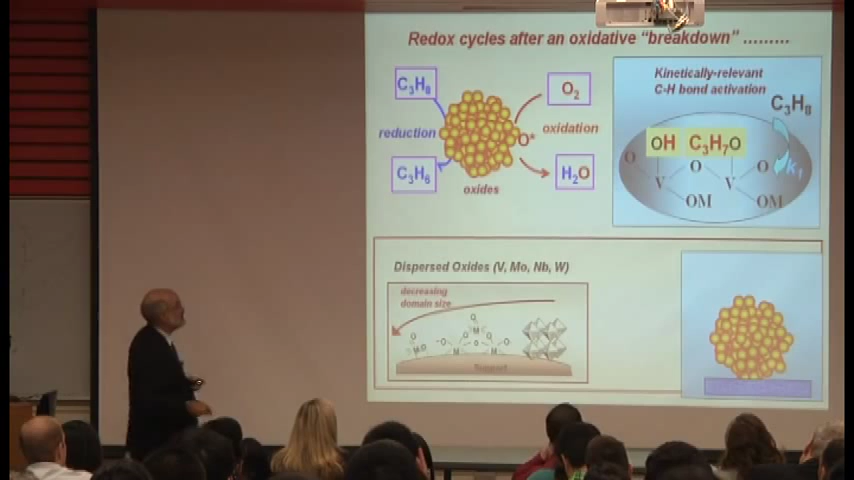 Redox cycles after an oxidative “breakdown” .........
C₃H₈
O₂
reduction
O*
oxidation
C₃H₆
H₂O
oxides
Kinetically-relevant
C-H bond activation
C₃H₈
OH C₃H₇O
O
O
O
k₁
V
V
OM
OM
Dispersed Oxides (V, Mo, Nb, W)
decreasing
domain size
Support